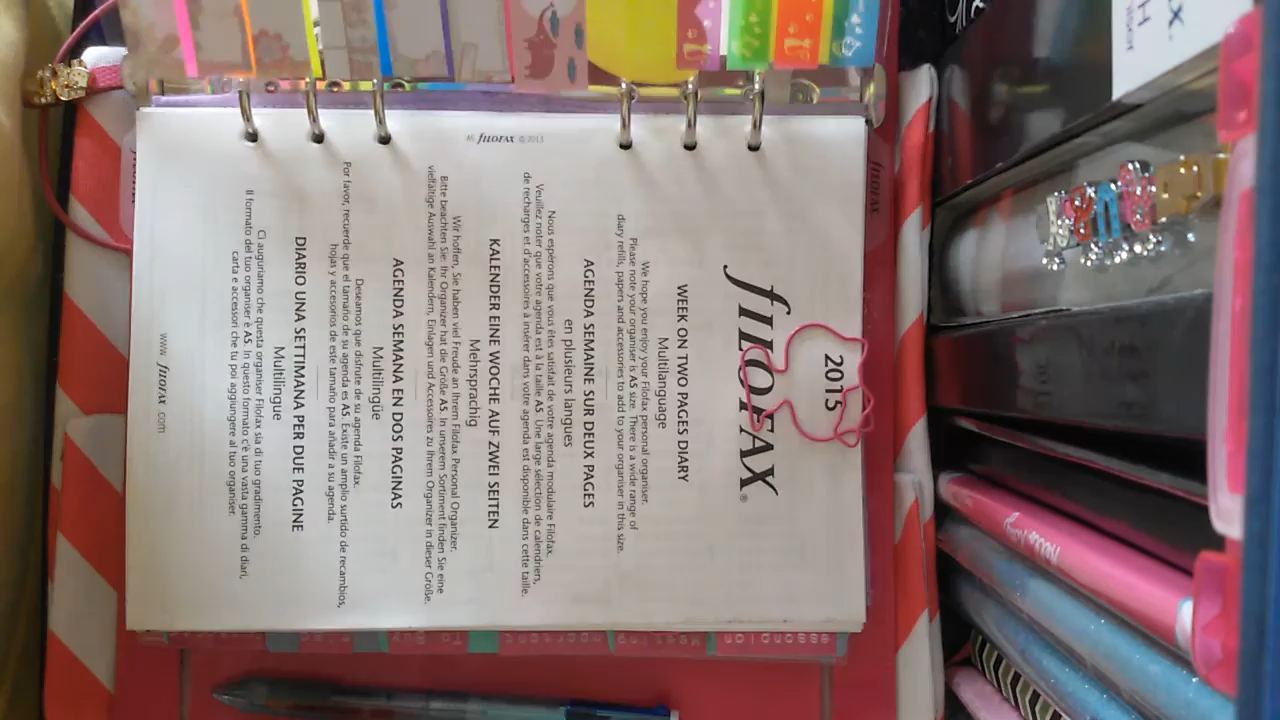 2015
fILOFAX®
WEEK ON TWO PAGES DIARY
Multilanguage
We hope you enjoy your Filofax personal organiser.
Please note your organiser is A5 size. There is a wide range of
diary refills, papers and accessories to add to your organiser in this size.
AGENDA SEMAINE SUR DEUX PAGES
en plusieurs langues
Nous espérons que vous êtes satisfait de votre agenda modulaire Filofax.
Veuillez noter que votre agenda est à la taille A5. Une large sélection de calendriers,
de recharges et d'accessoires à insérer dans votre agenda est disponible dans cette taille.
KALENDER EINE WOCHE AUF ZWEI SEITEN
Mehrsprachig
Wir hoffen, Sie haben viel Freude an Ihrem Filofax Personal Organizer.
Bitte beachten Sie: Ihr Organizer hat die Größe A5. In unserem Sortiment finden Sie eine
vielfältige Auswahl an Kalendern, Einlagen und Accessoires zu Ihrem Organizer in dieser Größe.
AGENDA SEMANA EN DOS PAGINAS
Multilingüe
Deseamos que disfrute de su agenda Filofax.
Por favor, recuerde que el tamaño de su agenda es A5. Existe un amplio surtido de recambios,
hojas y accesorios de este tamaño para añadir a su agenda.
DIARIO UNA SETTIMANA PER DUE PAGINE
Multilingue
Ci auguriamo che questa organiser Filofax sia di tuo gradimento.
Il formato del tuo organiser è A5. In questo formato c'è una vasta gamma di diari,
carta e accessori che tu poi aggiungere al tuo organiser.
www. filofax .com
A5 fILOFAX © 2013
fILOFAX
hello kitty